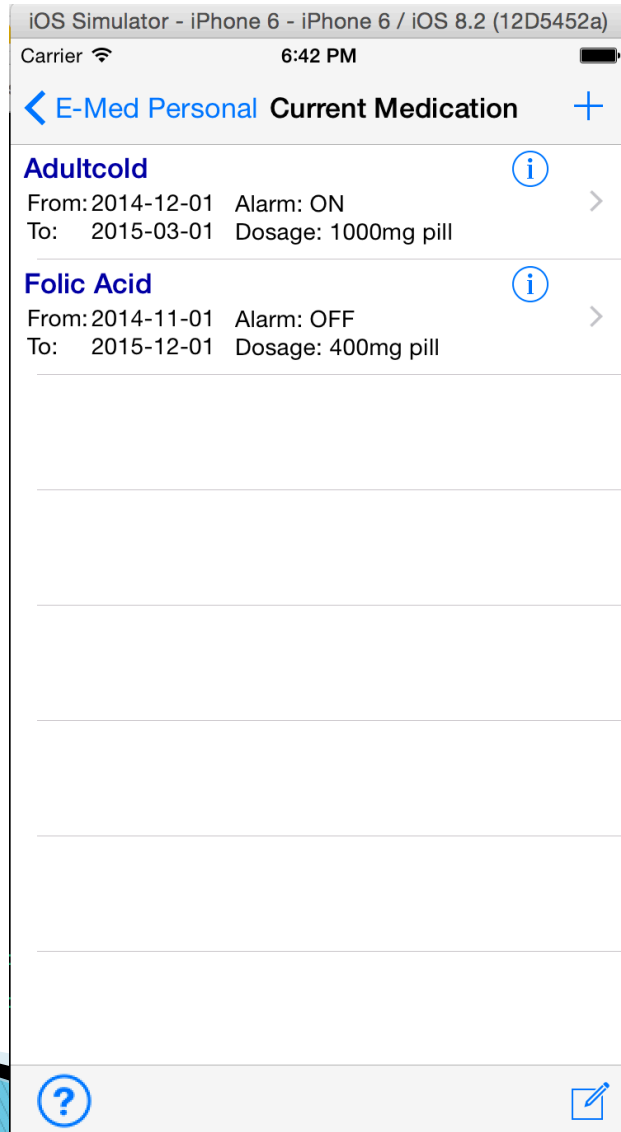 iOS Simulator - iPhone 6 - iPhone 6 / iOS 8.2 (12D5452a)
Carrier 6:42 PM
E-Med Personal Current Medication +
Adultcold i
From: 2014-12-01 Alarm: ON
To: 2015-03-01 Dosage: 1000mg pill
Folic Acid i
From: 2014-11-01 Alarm: OFF
To: 2015-12-01 Dosage: 400mg pill
?